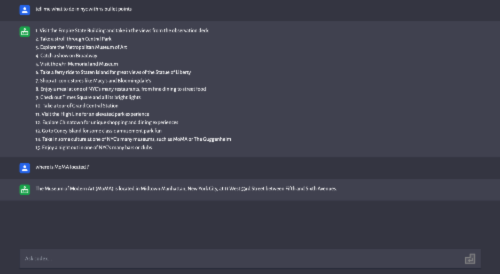 tell me what to do in nyc with 15 bullet points
1. Visit the Empire State Building and take in the views from the observation deck
2. Take a stroll through Central Park
3. Explore the Metropolitan Museum of Art
4. Catch a show on Broadway
5. Visit the 9/11 Memorial and Museum
6. Take a ferry ride to Staten Island for great views of the Statue of Liberty
7. Shop at some stores like Macy's and Bloomingdale's
8. Enjoy a meal at one of NYC's many restaurants, from fine dining to street food
9. Check out Times Square and all its bright lights
10. Take a tour of Grand Central Station
11. Visit the High Line for an elevated park experience
12. Explore Chinatown for unique shopping and dining experiences
13. Go to Coney Island for some classic amusement park fun
14. Take in some culture at one of NYC's many museums, such as MoMA or The Guggenheim
15. Enjoy a night out in one of NYC's many bars or clubs
where is MoMA located?
The Museum of Modern Art (MoMA) is located in Midtown Manhattan, New York City, at 11 West 53rd Street between Fifth and Sixth Avenues.